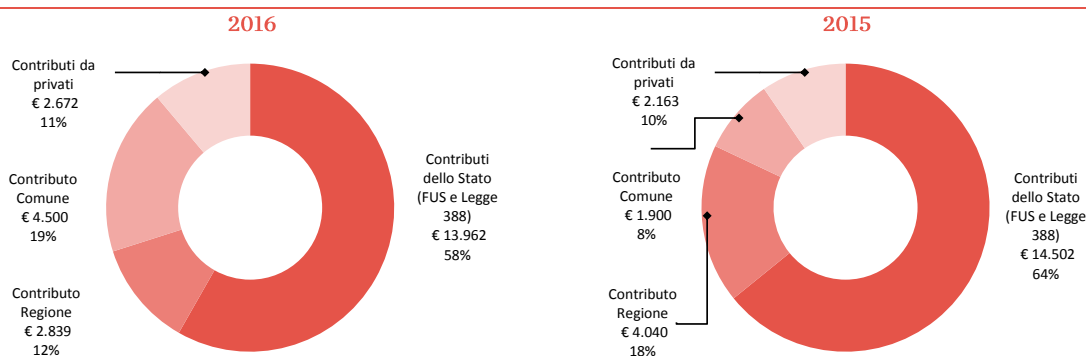 2016
Contributi da
privati
€ 2.672
11%
Contributo
Comune
€ 4.500
19%
Contributo
Regione
€ 2.839
12%
Contributi
dello Stato
(FUS e Legge
388)
€ 13.962
58%
2015
Contributi da
privati
€ 2.163
10%
Contributo
Comune
€ 1.900
8%
Contributo
Regione
€ 4.040
18%
Contributi
dello Stato
(FUS e Legge
388)
€ 14.502
64%